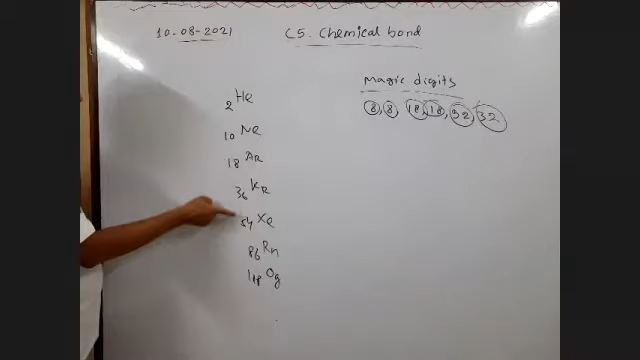 10-08-2021
C5. Chemical bond
Magic digits
8, 8, 18, 18, 32, 32
2He
10Ne
18Ar
36Kr
54Xe
86Rn
118Og